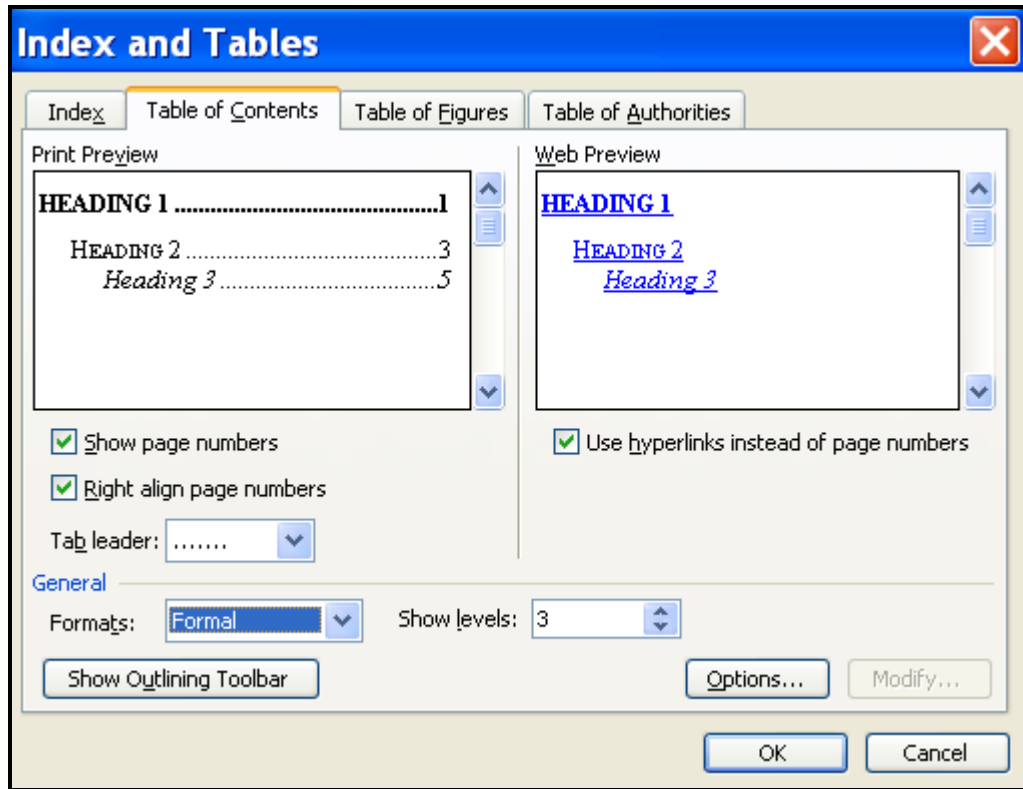 Index and Tables
Index Table of Contents Table of Figures Table of Authorities
Print Preview
HEADING 1..........................................1
HEADING 2........................................3
Heading 3...................................5
Show page numbers
Right align page numbers
Tab leader: .......
Web Preview
HEADING 1
HEADING 2
Heading 3
Use hyperlinks instead of page numbers
General
Formats: Formal Show levels: 3
Show Outlining Toolbar Options... Modify...
OK Cancel